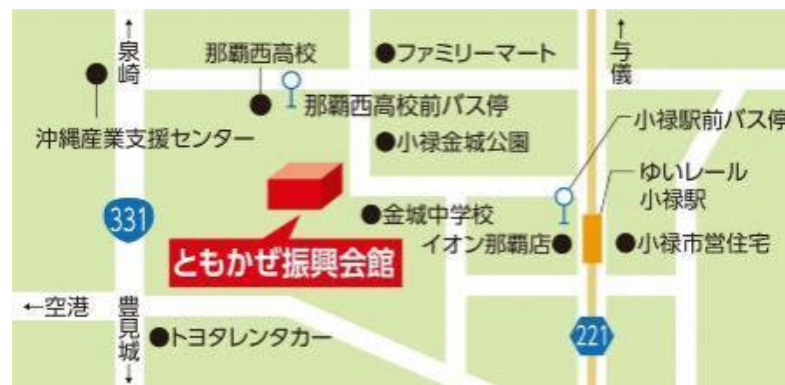 ↑泉崎
那覇西高校
●ファミリーマート
↑与儀
那覇西高校前バス停
沖縄産業支援センター
●小禄金城公園
小禄駅前バス停
ゆいレール
小禄駅
331
●金城中学校
ともかぜ振興会館
イオン那覇店●
●小禄市営住宅
←空港
豊見城↓
●トヨタレンタカー
221